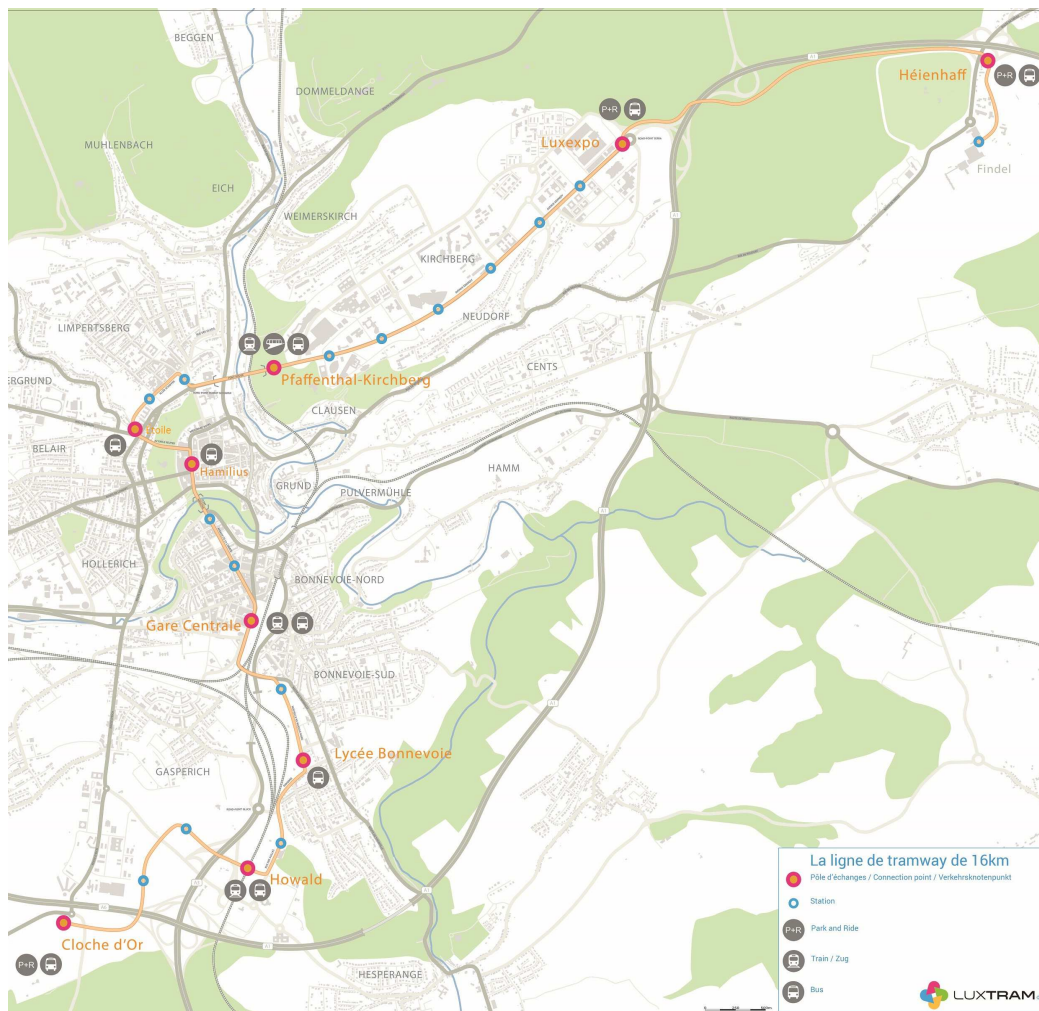 BEGGEN
DOMMELDANGE
MUHLENBACH
EICH
WEIMERSKIRCH
P+R
Luxexpo
Héienhaff
P+R
Findel
KIRCHBERG
LIMPERTSBERG
NEUDORF
Pfaffenthal-Kirchberg
CENTS
ERGRUND
CLAUSEN
Etoile
BELAIR
Hamilius
HAMM
GRUND
PULVERMÜHLE
HOLLERICH
BONNEVOIE-NORD
Gare Centrale
BONNEVOIE-SUD
Lycée Bonnevoie
GASPERICH
Howald
Cloche d'Or
P+R
HESPERANGE
La ligne de tramway de 16km
Pôle d'échanges / Connection point / Verkehrsknotenpunkt
Station
P+R Park and Ride
Train / Zug
Bus
LUXTRAM